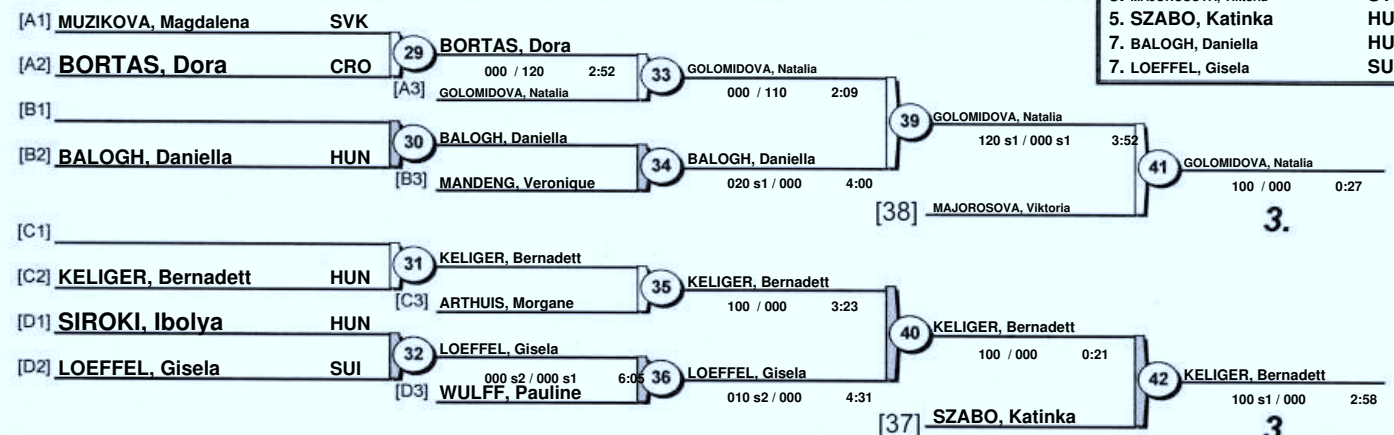 5. SZABO, Katinka HU
7. BALOGH, Daniella HU
7. LOEFFEL, Gisela SU
[A1] MUZIKOVA, Magdalena SVK
[A2] BORTAS, Dora CRO
29 BORTAS, Dora
000 / 120 2:52
[A3] GOLOMIDOVA, Natalia
33 GOLOMIDOVA, Natalia
000 / 110 2:09
[B1]
[B2] BALOGH, Daniella HUN
30 BALOGH, Daniella
[B3] MANDENG, Veronique
34 BALOGH, Daniella
020 s1 / 000 4:00
39 GOLOMIDOVA, Natalia
120 s1 / 000 s1 3:52
[38] MAJOROSOVA, Viktoria
41 GOLOMIDOVA, Natalia
100 / 000 0:27
3.
[C1]
[C2] KELIGER, Bernadett HUN
31 KELIGER, Bernadett
[C3] ARTHUIS, Morgane
35 KELIGER, Bernadett
100 / 000 3:23
[D1] SIROKI, Ibolya HUN
[D2] LOEFFEL, Gisela SUI
32 LOEFFEL, Gisela
000 s2 / 000 s1 6:05
[D3] WULFF, Pauline
36 LOEFFEL, Gisela
010 s2 / 000 4:31
40 KELIGER, Bernadett
100 / 000 0:21
[37] SZABO, Katinka
42 KELIGER, Bernadett
100 s1 / 000 2:58
3